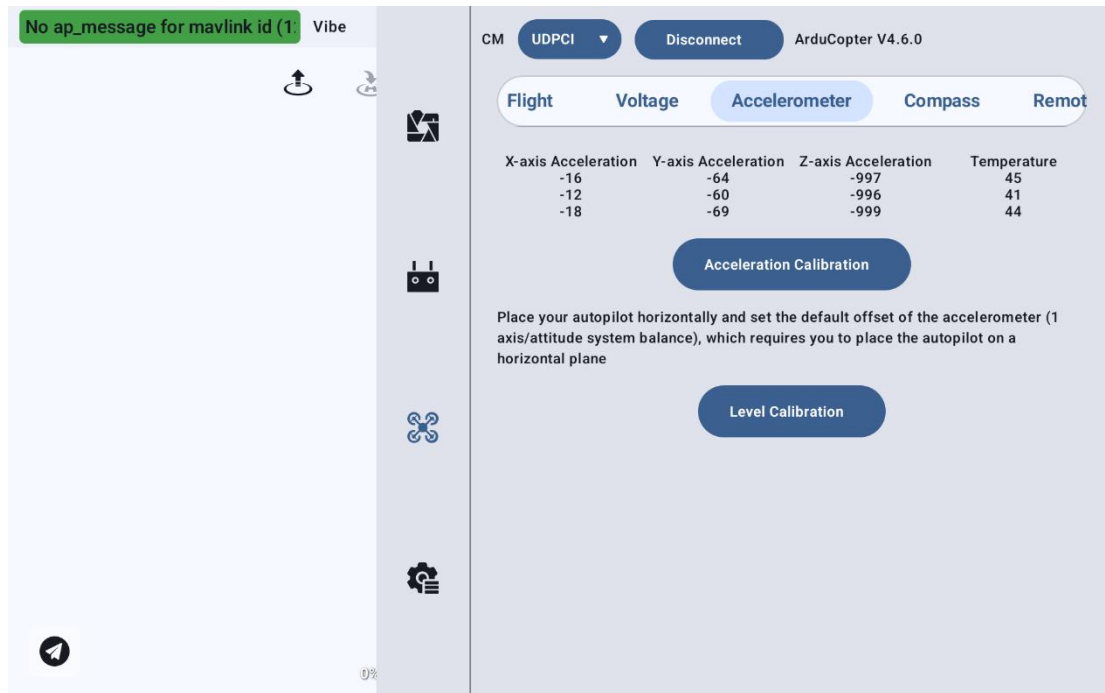 No ap_message for mavlink id (1 Vibe
CM UDPCI Disconnect ArduCopter V4.6.0
Flight Voltage Accelerometer Compass Remot
X-axis Acceleration Y-axis Acceleration Z-axis Acceleration Temperature
-16 -64 -997 45
-12 -60 -996 41
-18 -69 -999 44
Acceleration Calibration
Place your autopilot horizontally and set the default offset of the accelerometer (1
axis/attitude system balance), which requires you to place the autopilot on a
horizontal plane
Level Calibration
0%